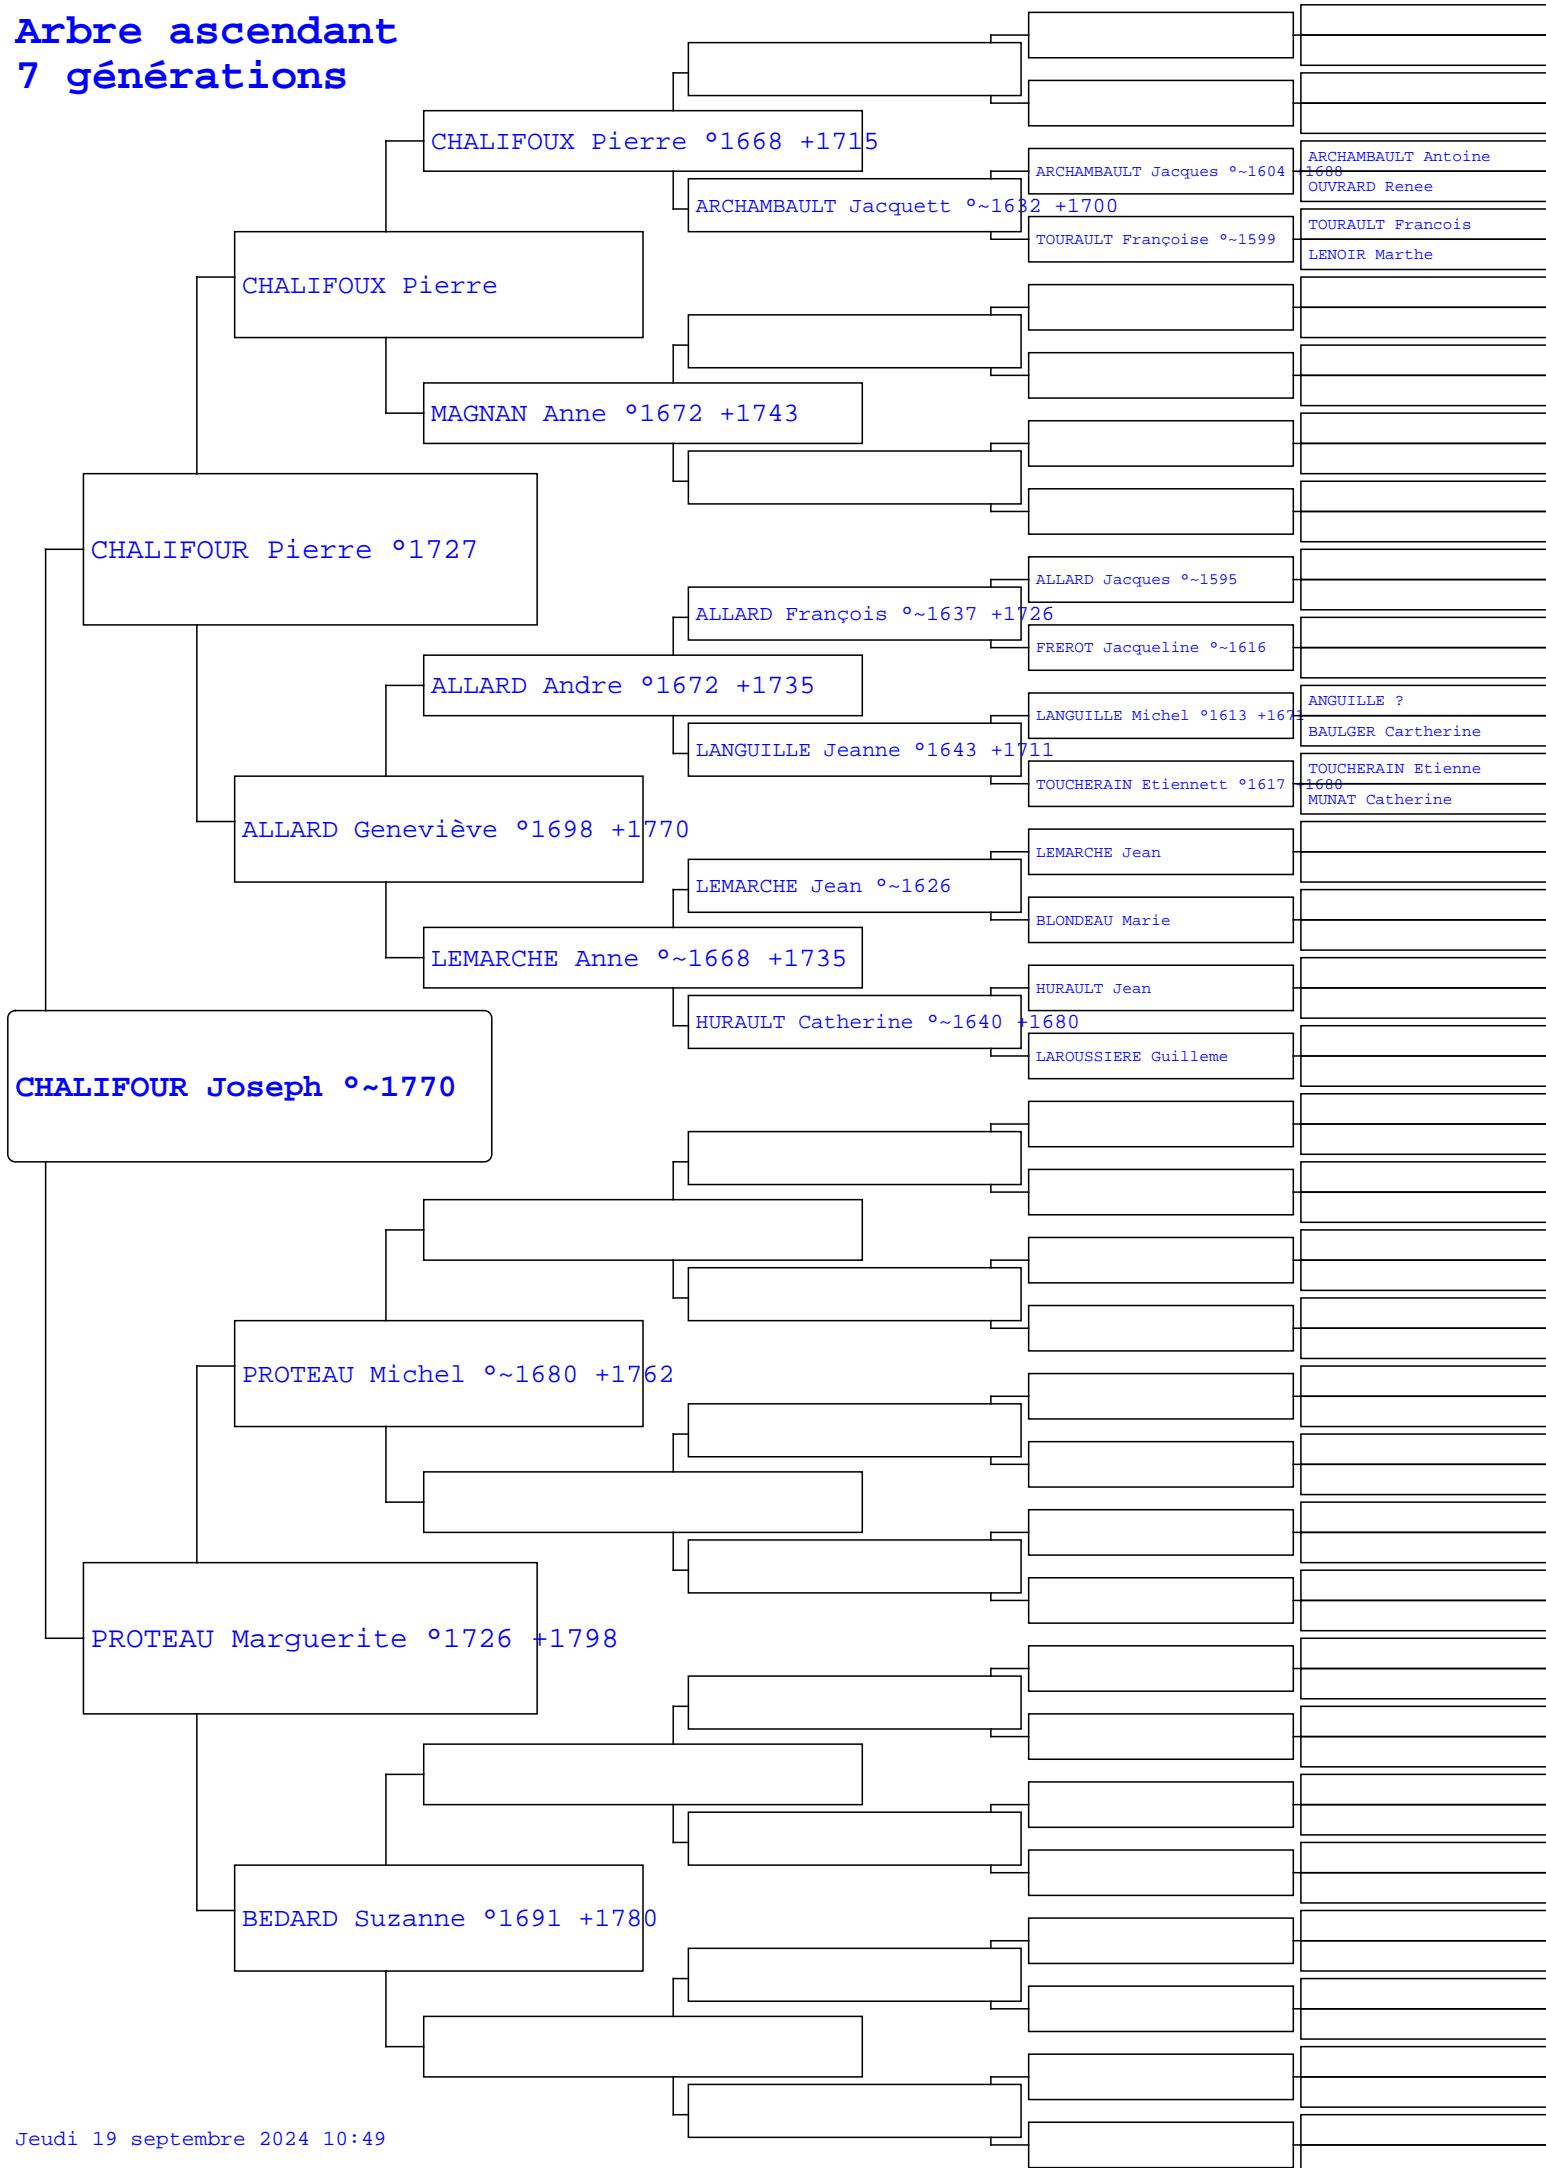 Arbre ascendant
7 générations
CHALIFOUX Pierre °1668 +1715
ARCHAMBAULT Jacques °~1604 +1688
ARCHAMBAULT Antoine
OUVRARD Renee
ARCHAMBAULT Jacquett °~1632 +1700
TOURAULT Françoise °~1599
TOURAULT Francois
LENOIR Marthe
CHALIFOUX Pierre
MAGNAN Anne °1672 +1743
CHALIFOUR Pierre °1727
ALLARD Jacques °~1595
ALLARD François °~1637 +1726
FREROT Jacqueline °~1616
ALLARD Andre °1672 +1735
LANGUILLE Michel °1613 +1671
ANGUILLE ?
BAULGER Cartherine
LANGUILLE Jeanne °1643 +1711
TOUCHERAIN Etiennett °1617 +1680
TOUCHERAIN Etienne
MUNAT Catherine
ALLARD Geneviève °1698 +1770
LEMARCHE Jean
LEMARCHE Jean °~1626
BLONDEAU Marie
LEMARCHE Anne °~1668 +1735
HURAULT Jean
HURAULT Catherine °~1640 +1680
LAROUSSIERE Guilleme
CHALIFOUR Joseph °~1770
PROTEAU Michel °~1680 +1762
PROTEAU Marguerite °1726 +1798
BEDARD Suzanne °1691 +1780
Jeudi 19 septembre 2024 10:49